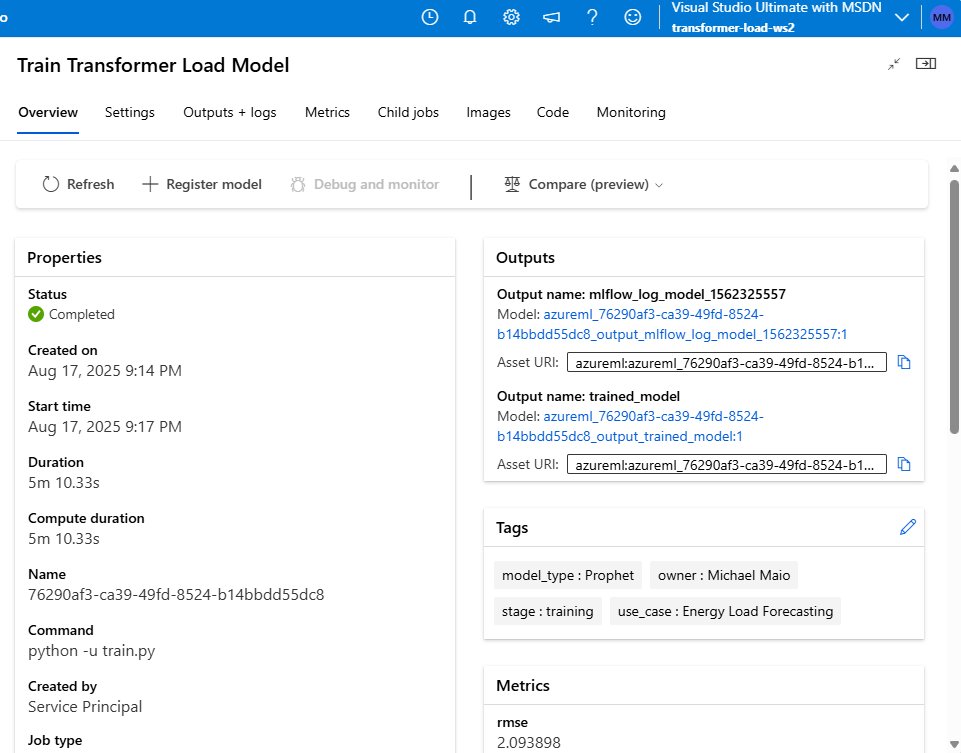 o
Visual Studio Ultimate with MSDN
transformer-load-ws2
MM
Train Transformer Load Model
Overview Settings Outputs + logs Metrics Child jobs Images Code Monitoring
Refresh Register model Debug and monitor Compare (preview)
Properties
Status
Completed
Created on
Aug 17, 2025 9:14 PM
Start time
Aug 17, 2025 9:17 PM
Duration
5m 10.33s
Compute duration
5m 10.33s
Name
76290af3-ca39-49fd-8524-b14bbdd55dc8
Command
python -u train.py
Created by
Service Principal
Job type
Outputs
Output name: mlflow_log_model_1562325557
Model: azureml_76290af3-ca39-49fd-8524-
b14bbdd55dc8_output_mlflow_log_model_1562325557:1
Asset URI: azureml:azureml_76290af3-ca39-49fd-8524-b1...
Output name: trained_model
Model: azureml_76290af3-ca39-49fd-8524-
b14bbdd55dc8_output_trained_model:1
Asset URI: azureml:azureml_76290af3-ca39-49fd-8524-b1...
Tags
model_type : Prophet owner : Michael Maio
stage : training use_case : Energy Load Forecasting
Metrics
rmse
2.093898